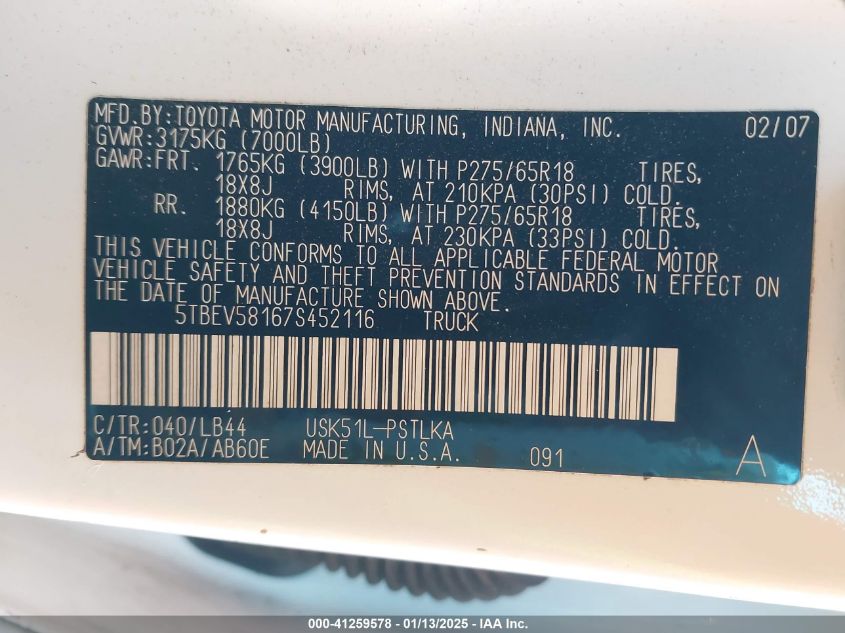 MFD.BY:TOYOTA MOTOR MANUFACTURING, INDIANA, INC. 02/07
GVWR:3175KG (7000LB)
GAWR:FRT. 1765KG (3900LB) WITH P275/65R18 TIRES,
18X8J RIMS, AT 210KPA (30PSI) COLD.
RR. 1880KG (4150LB) WITH P275/65R18 TIRES,
18X8J RIMS, AT 230KPA (33PSI) COLD.
THIS VEHICLE CONFORMS TO ALL APPLICABLE FEDERAL MOTOR
VEHICLE SAFETY AND THEFT PREVENTION STANDARDS IN EFFECT ON
THE DATE OF MANUFACTURE SHOWN ABOVE.
5TBEV58167S452116 TRUCK
C/TR:040/LB44 USK51L-PSTLKA
A/TM:B02A/AB60E MADE IN U.S.A. 091 A
000-41259578 - 01/13/2025 - IAA Inc.